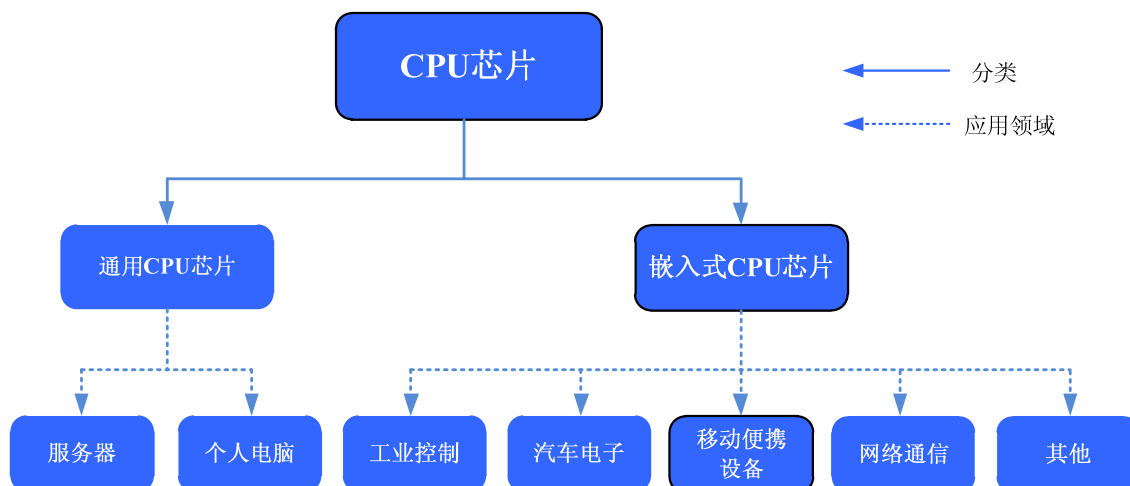 CPU芯片
分类
应用领域
通用CPU芯片
嵌入式CPU芯片
服务器
个人电脑
工业控制
汽车电子
移动便携
设备
网络通信
其他